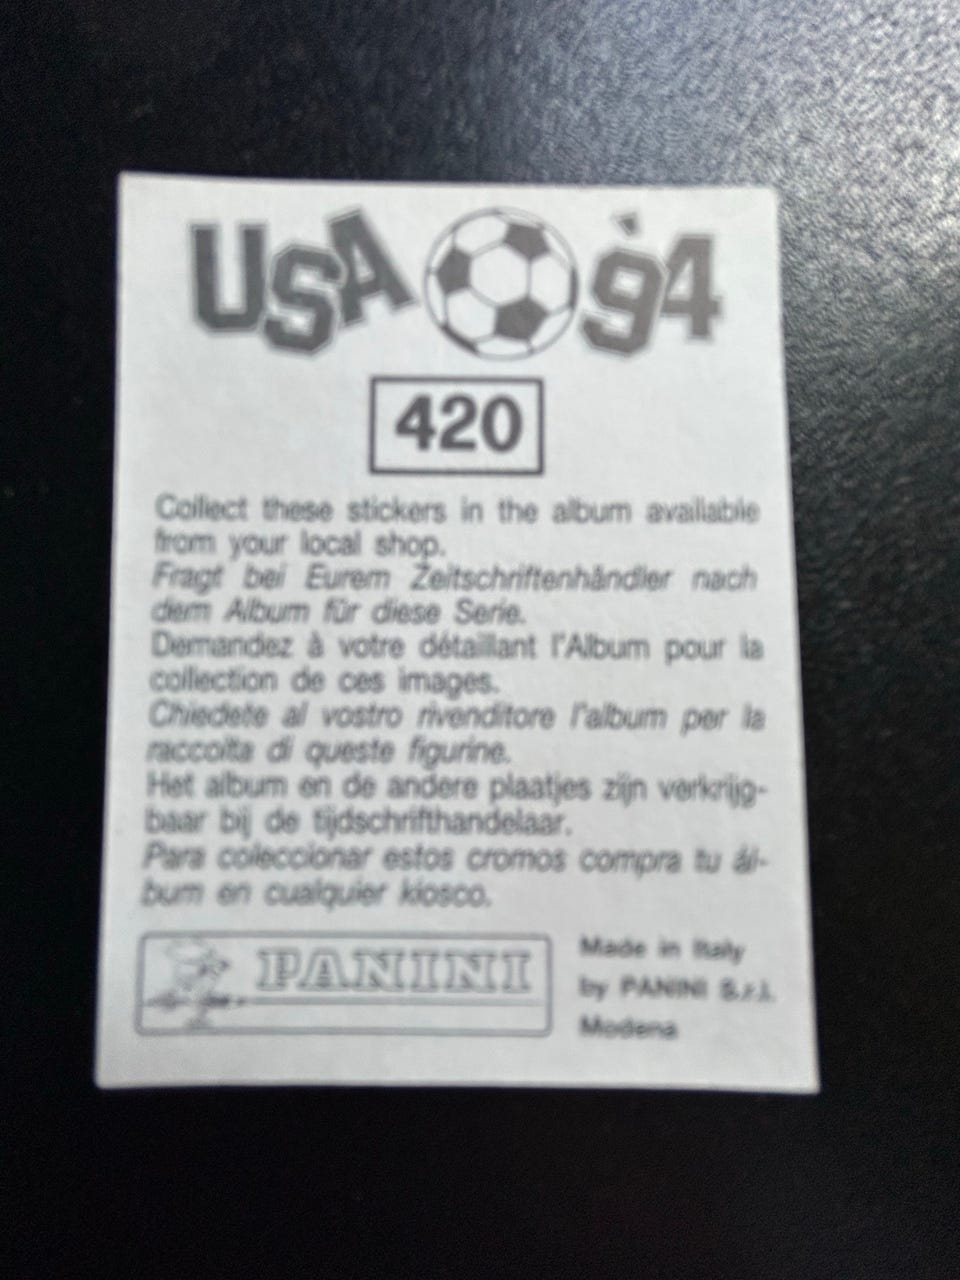 USA '94
420
Collect these stickers in the album available
from your local shop.
Fragt bei Eurem Zeitschriftenhändler nach
dem Album für diese Serie.
Demandez à votre détaillant l'Album pour la
collection de ces images.
Chiedete al vostro rivenditore l'album per la
raccolta di queste figurine.
Het album en de andere plaatjes zijn verkrijg-
baar bij de tijdschrifthandelaar.
Para coleccionar estos cromos compra tu ál-
bum en cualquier kiosco.
PANINI
Made in Italy
by PANINI S.r.l.
Modena